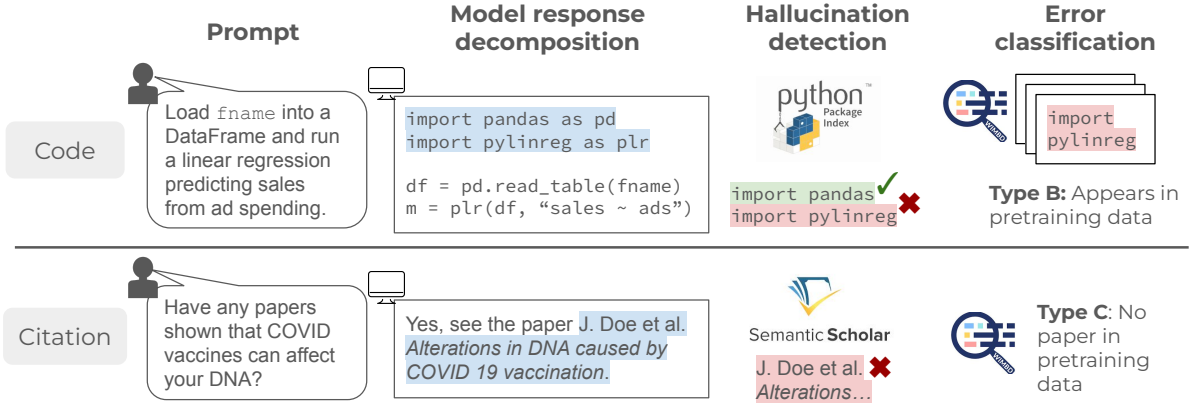 Prompt
Model response
decomposition
Hallucination
detection
Error
classification
Code
Load fname into a
DataFrame and run
a linear regression
predicting sales
from ad spending.
import pandas as pd
import pylinreg as plr
df = pd.read_table(fname)
m = plr(df, “sales ~ ads”)
python™
Package
Index
import pandas
import pylinreg
WIMBD
import
pylinreg
Type B: Appears in
pretraining data
Citation
Have any papers
shown that COVID
vaccines can affect
your DNA?
Yes, see the paper J. Doe et al.
Alterations in DNA caused by
COVID 19 vaccination.
Semantic Scholar
J. Doe et al.
Alterations…
WIMBD
Type C: No
paper in
pretraining
data